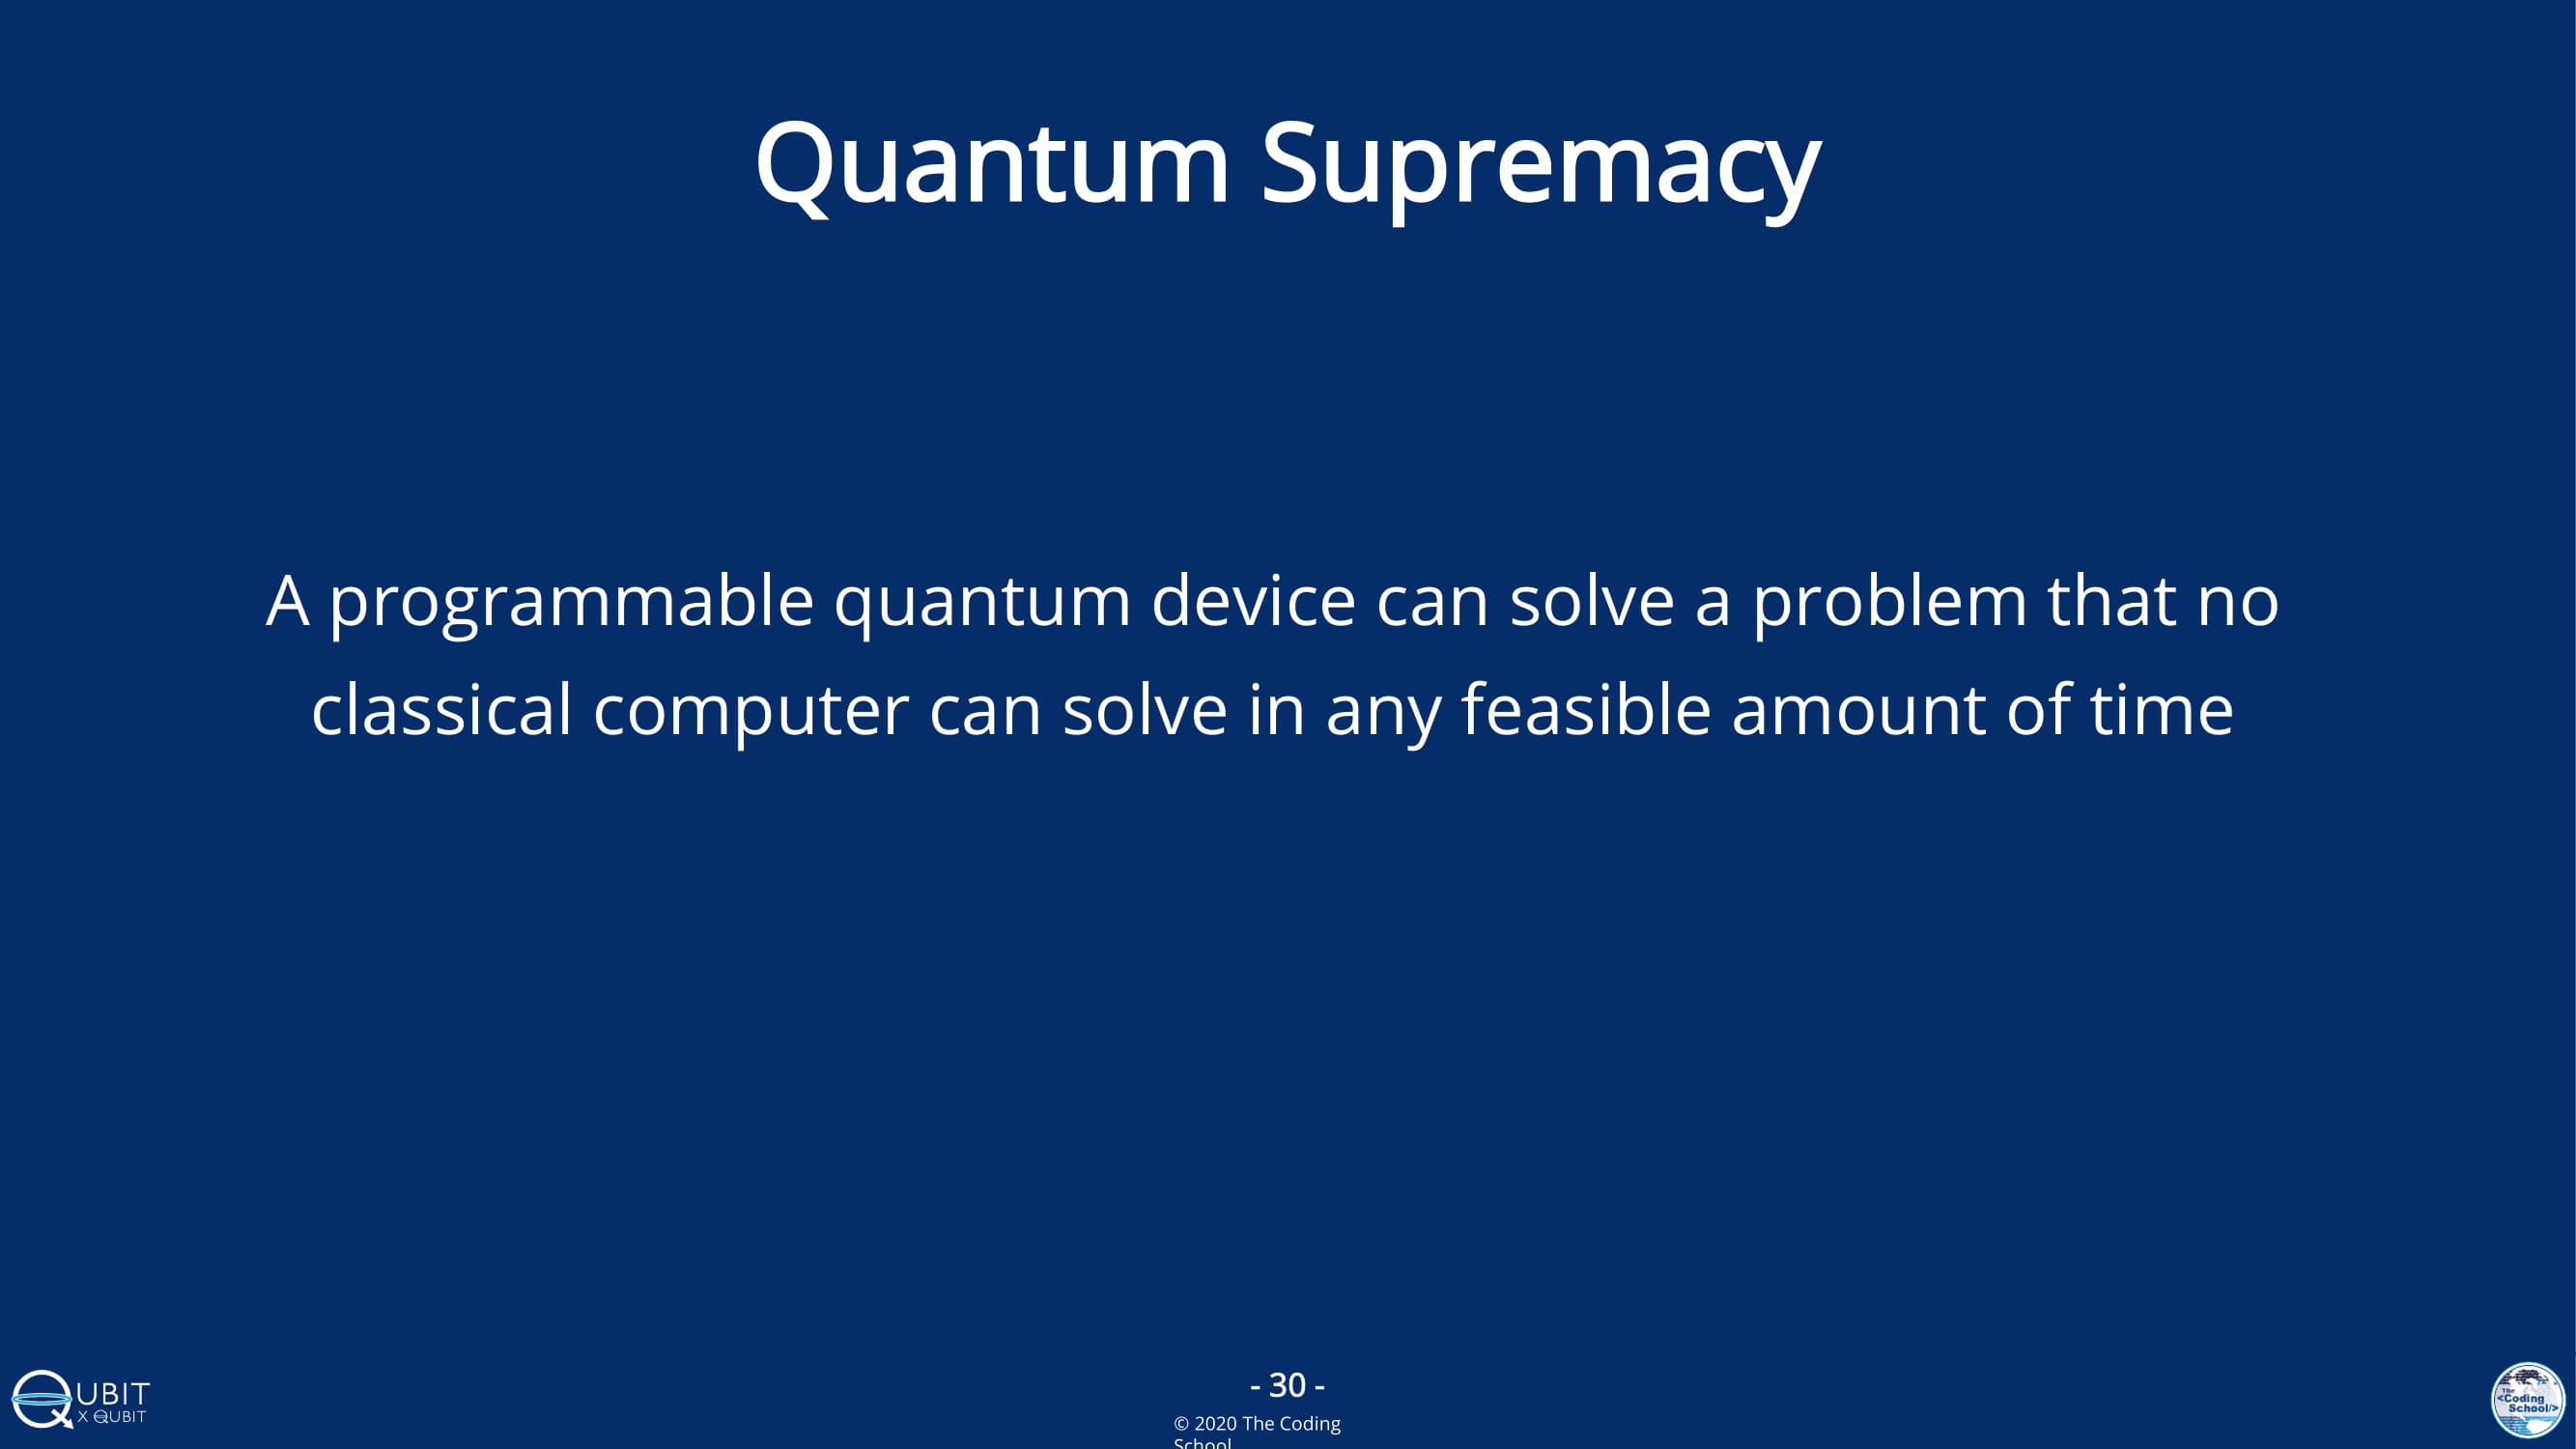 Quantum Supremacy
A programmable quantum device can solve a problem that no
classical computer can solve in any feasible amount of time
QUBIT
X QUBIT
- 30 -
© 2020 The Coding
School
The
<Coding
School/>